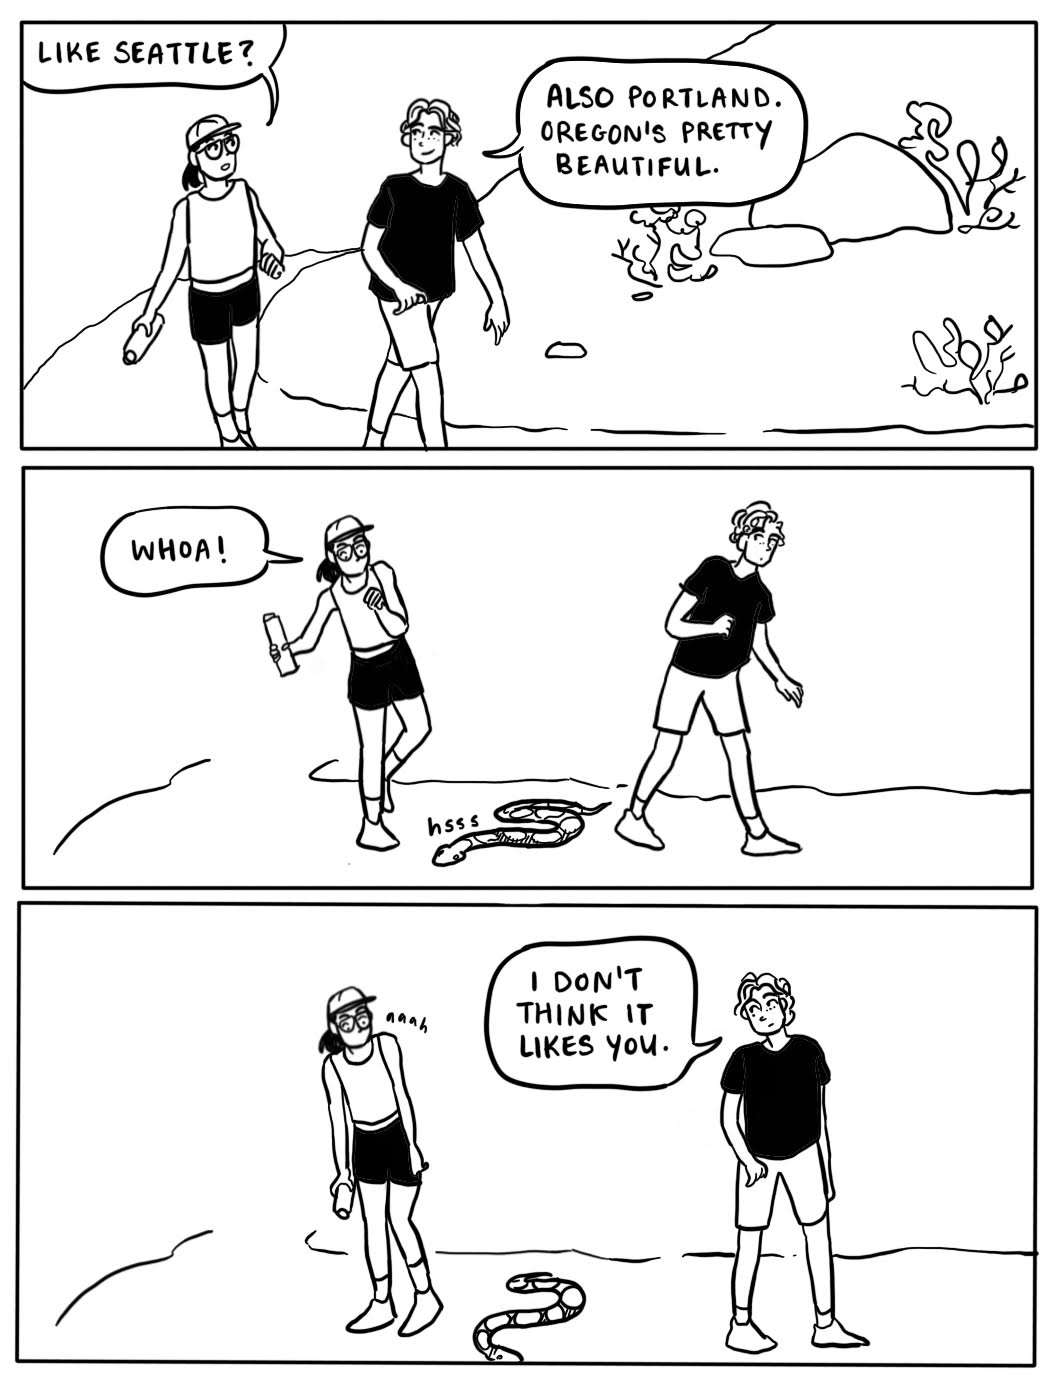 LIKE SEATTLE?
ALSO PORTLAND.
OREGON'S PRETTY
BEAUTIFUL.
WHOA!
hsss
aaah
I DON'T
THINK IT
LIKES YOU.